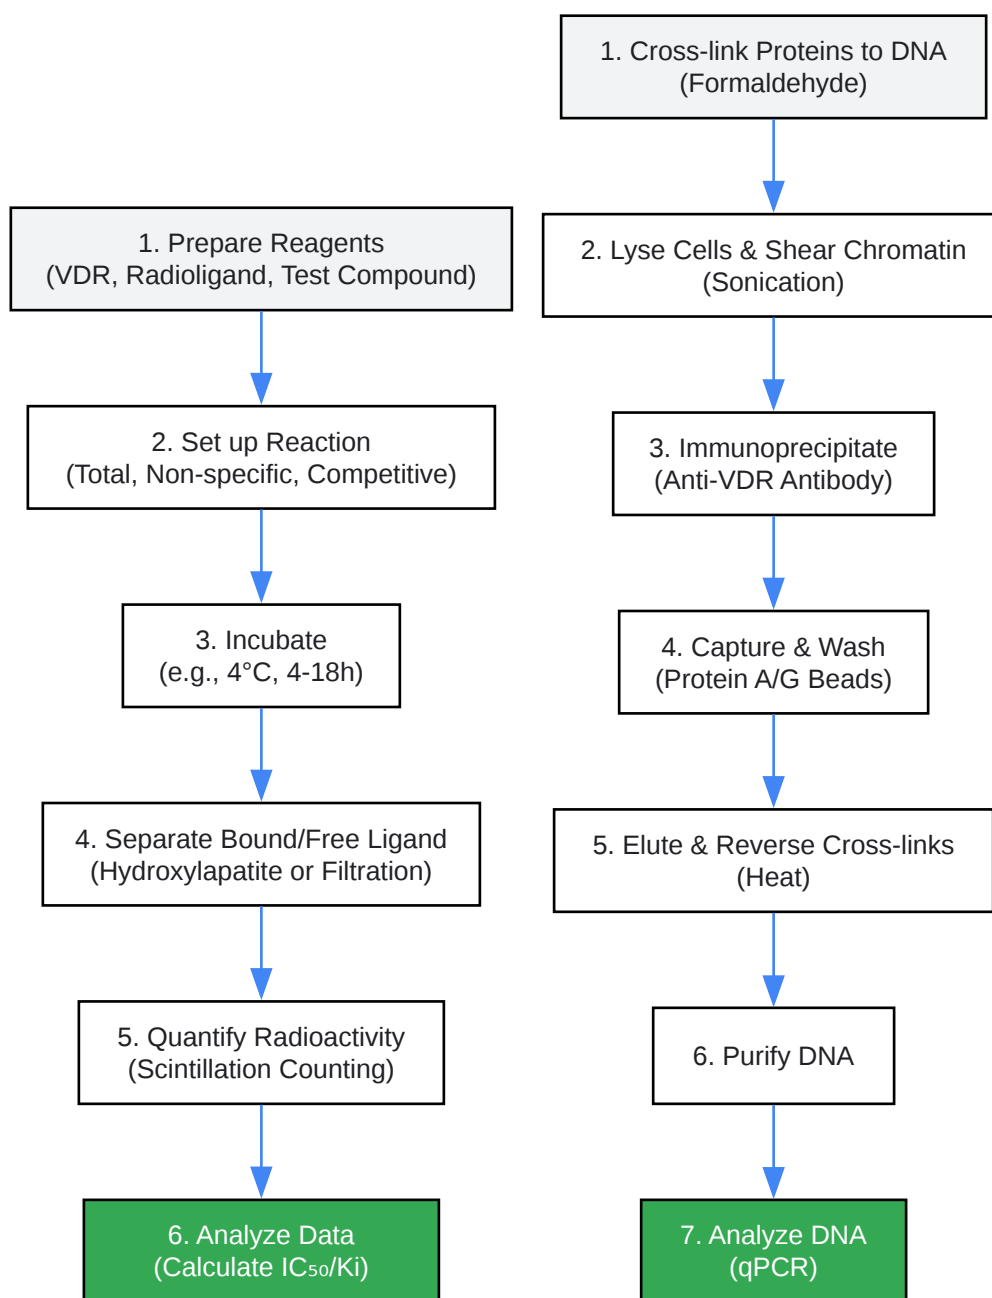 1. Prepare Reagents
(VDR, Radioligand, Test Compound)
2. Set up Reaction
(Total, Non-specific, Competitive)
3. Incubate
(e.g., 4°C, 4-18h)
4. Separate Bound/Free Ligand
(Hydroxylapatite or Filtration)
5. Quantify Radioactivity
(Scintillation Counting)
6. Analyze Data
(Calculate IC₅₀/Ki)
1. Cross-link Proteins to DNA
(Formaldehyde)
2. Lyse Cells & Shear Chromatin
(Sonication)
3. Immunoprecipitate
(Anti-VDR Antibody)
4. Capture & Wash
(Protein A/G Beads)
5. Elute & Reverse Cross-links
(Heat)
6. Purify DNA
7. Analyze DNA
(qPCR)